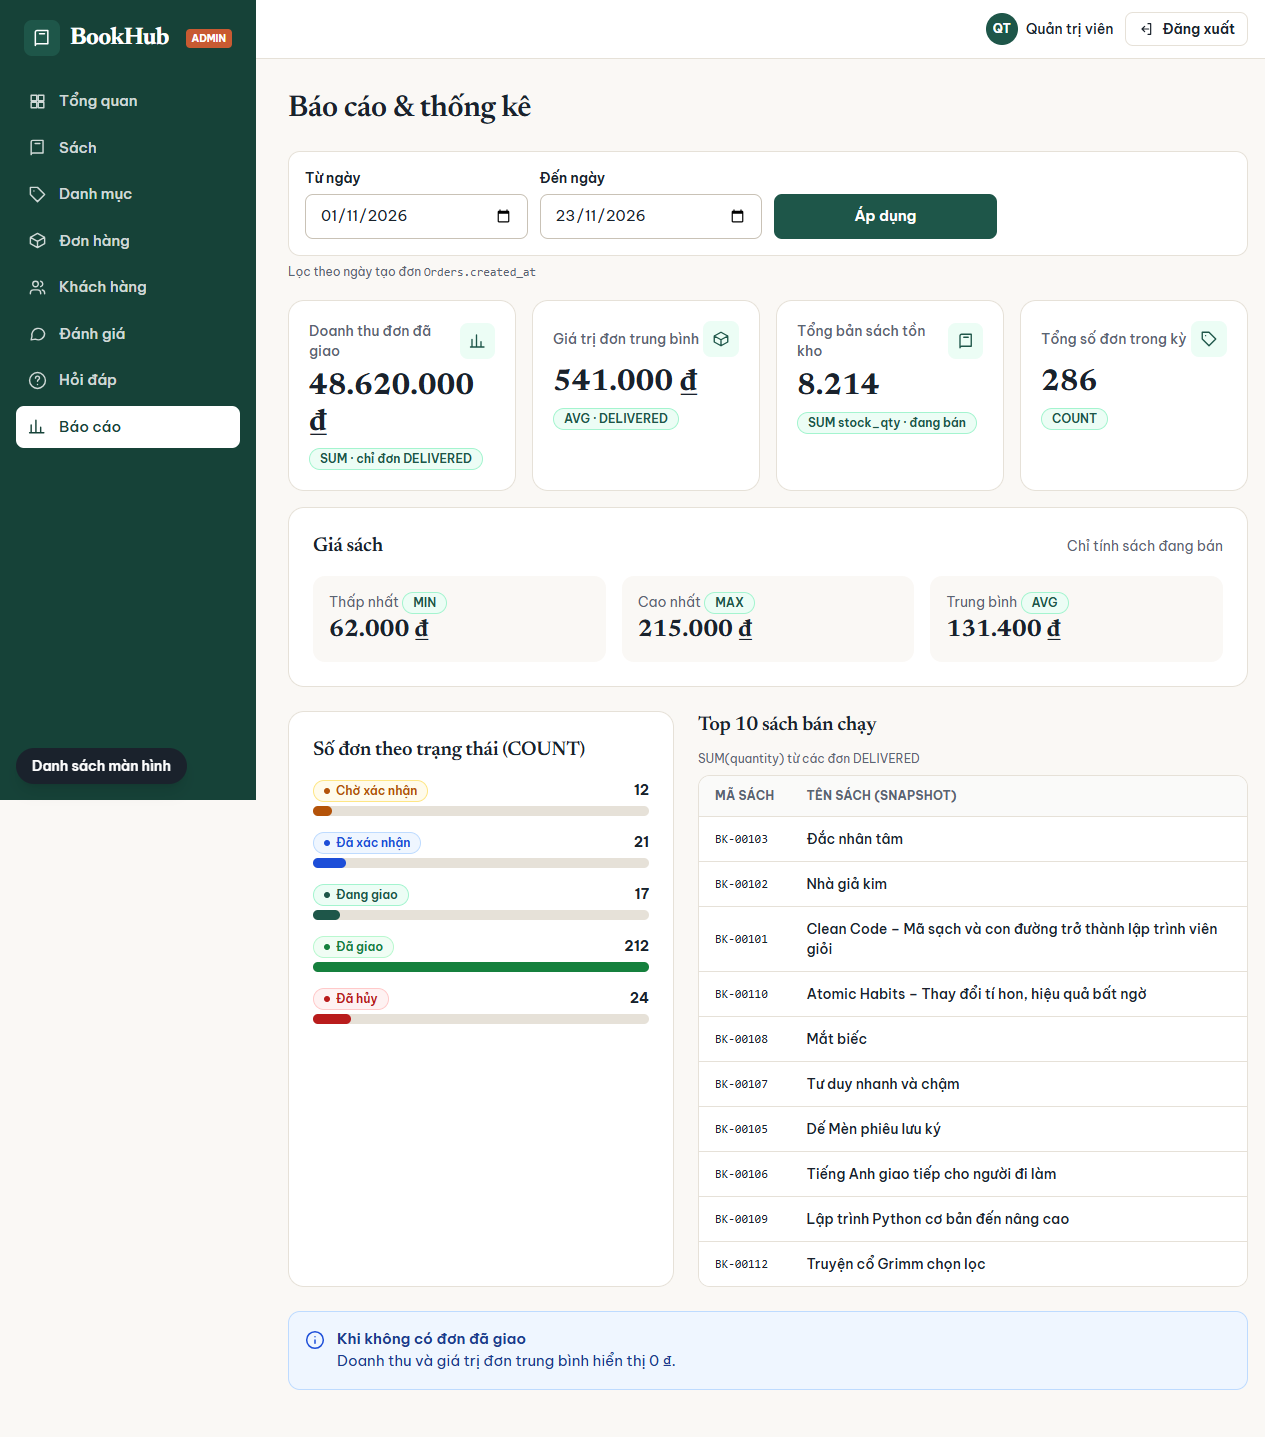 BookHub ADMIN
Tổng quan
Sách
Danh mục
Đơn hàng
Khách hàng
Đánh giá
Hỏi đáp
Báo cáo
Danh sách màn hình
QT Quản trị viên Đăng xuất
Báo cáo & thống kê
Từ ngày Đến ngày
01/11/2026 23/11/2026 Áp dụng
Lọc theo ngày tạo đơn Orders.created_at
Doanh thu đơn đã
giao
48.620.000
₫
SUM · chỉ đơn DELIVERED
Giá trị đơn trung bình
541.000 ₫
AVG · DELIVERED
Tổng bản sách tồn
kho
8.214
SUM stock_qty · đang bán
Tổng số đơn trong kỳ
286
COUNT
Giá sách Chỉ tính sách đang bán
Thấp nhất MIN
62.000 ₫
Cao nhất MAX
215.000 ₫
Trung bình AVG
131.400 ₫
Số đơn theo trạng thái (COUNT)
Chờ xác nhận 12
Đã xác nhận 21
Đang giao 17
Đã giao 212
Đã hủy 24
Top 10 sách bán chạy
SUM(quantity) từ các đơn DELIVERED
MÃ SÁCH TÊN SÁCH (SNAPSHOT)
BK-00103 Đắc nhân tâm
BK-00102 Nhà giả kim
BK-00101 Clean Code – Mã sạch và con đường trở thành lập trình viên
giỏi
BK-00110 Atomic Habits – Thay đổi tí hon, hiệu quả bất ngờ
BK-00108 Mắt biếc
BK-00107 Tư duy nhanh và chậm
BK-00105 Dế Mèn phiêu lưu ký
BK-00106 Tiếng Anh giao tiếp cho người đi làm
BK-00109 Lập trình Python cơ bản đến nâng cao
BK-00112 Truyện cổ Grimm chọn lọc
Khi không có đơn đã giao
Doanh thu và giá trị đơn trung bình hiển thị 0 ₫.